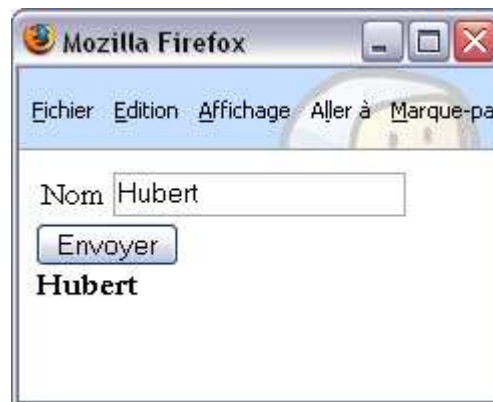 Mozilla Firefox
Fichier Edition Affichage Aller à Marque-pa
Nom Hubert
Envoyer
Hubert